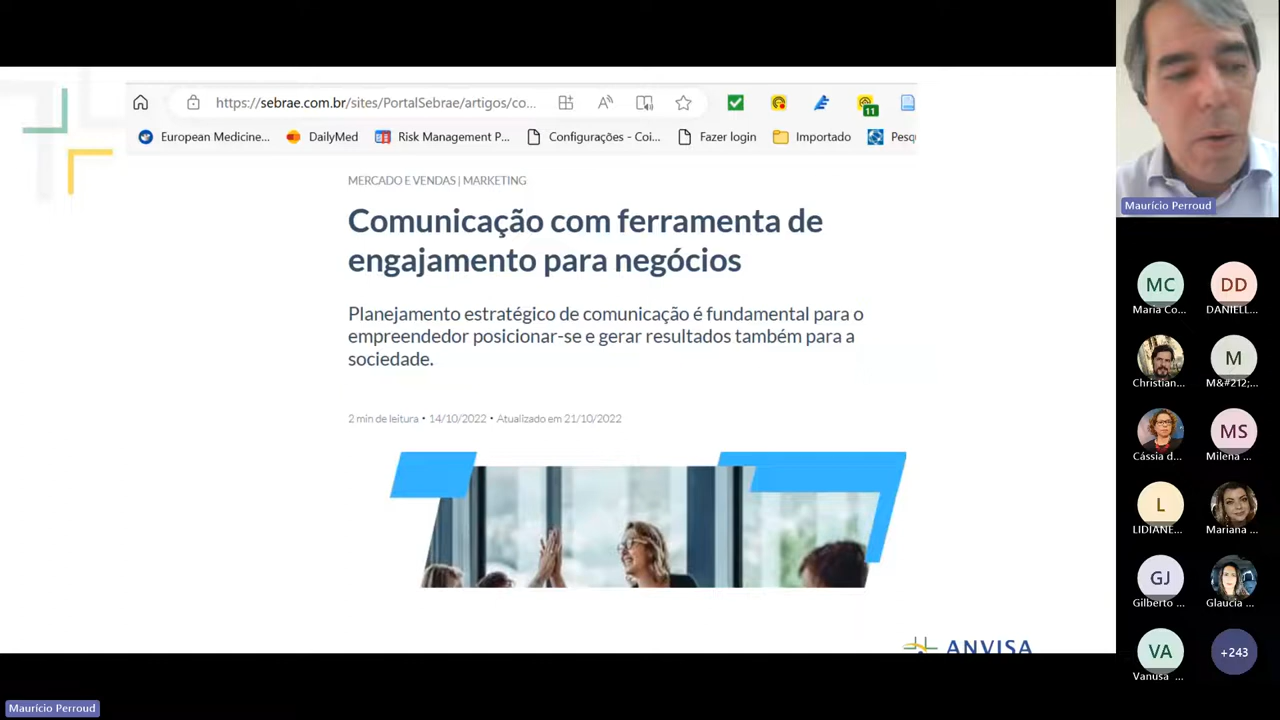 https://sebrae.com.br/sites/PortalSebrae/artigos/co...
11
European Medicine...
DailyMed
Risk Management P...
Configurações - Coi...
Fazer login
Importado
Pesqu
MERCADO E VENDAS | MARKETING
Comunicação com ferramenta de
engajamento para negócios
Planejamento estratégico de comunicação é fundamental para o
empreendedor posicionar-se e gerar resultados também para a
sociedade.
2 min de leitura • 14/10/2022 • Atualizado em 21/10/2022
ANVISA
Maurício Perroud
MC
Maria Co...
DD
DANIELL...
Christian...
M
M&#212;...
Cássia d...
MS
Milena ...
L
LIDIANE...
Mariana ...
GJ
Gilberto ...
Glaucia ...
VA
Vanusa ...
+243
Maurício Perroud